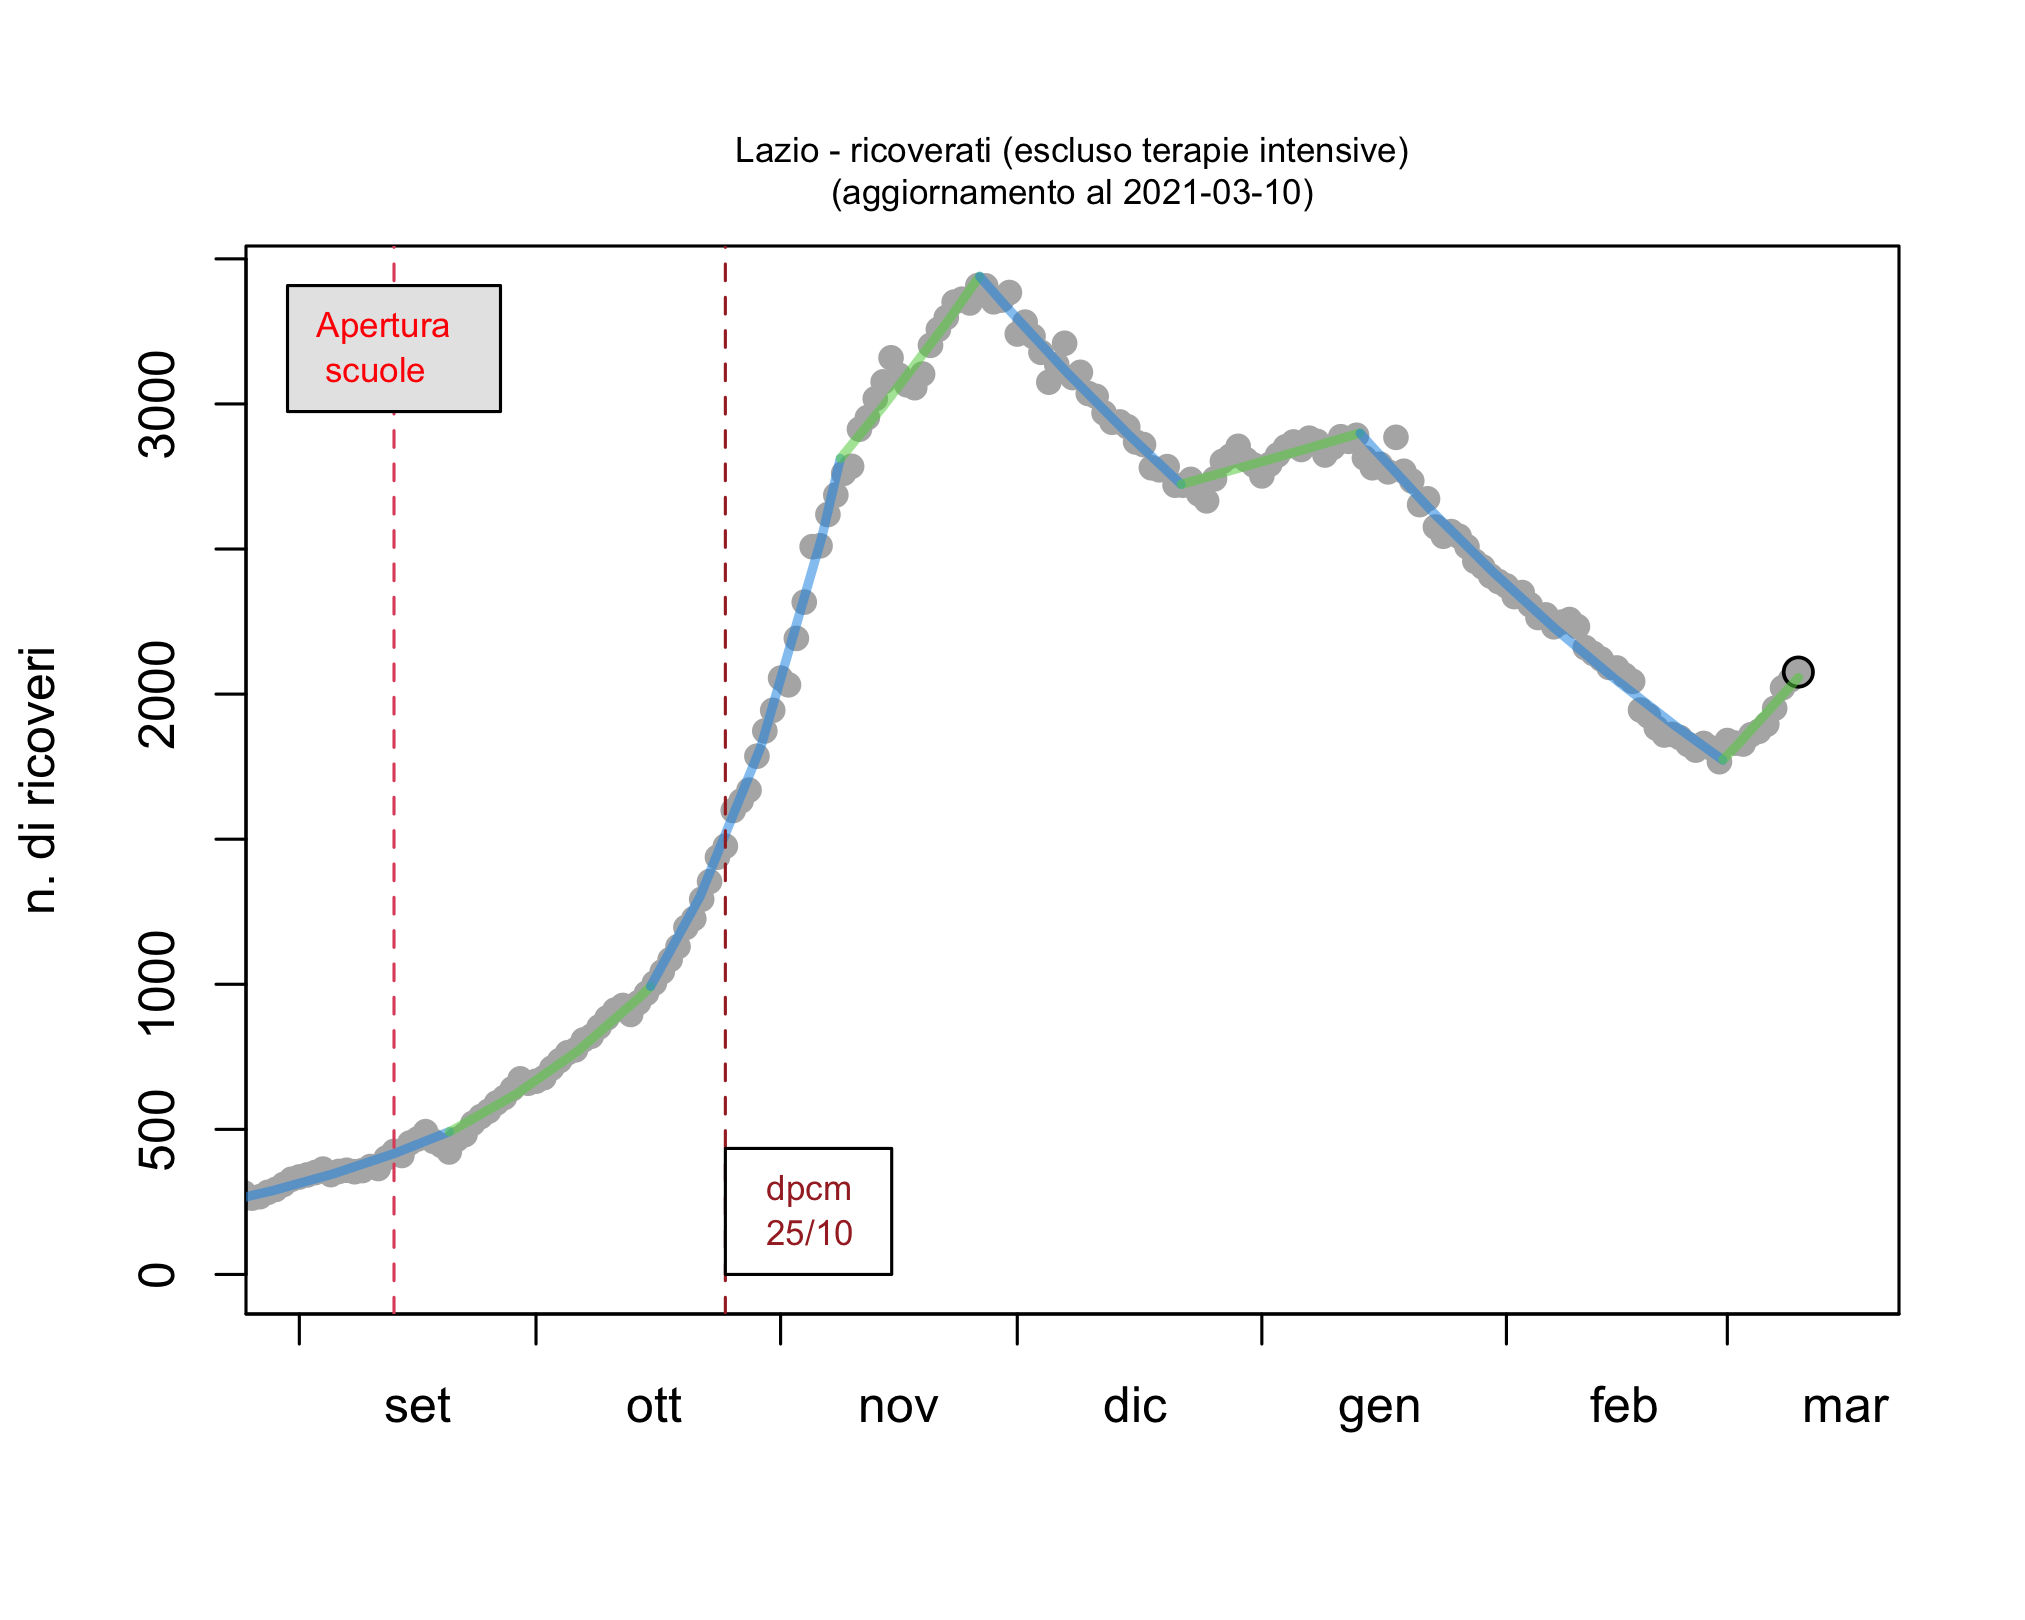 Lazio - ricoverati (escluso terapie intensive)
(aggiornamento al 2021-03-10)
Apertura
scuole
dpcm
25/10
n. di ricoveri
3000
2000
1000
500
0
set ott nov dic gen feb mar